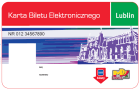 Karta Biletu Elektronicznego
Lublin
NR 012 34567890